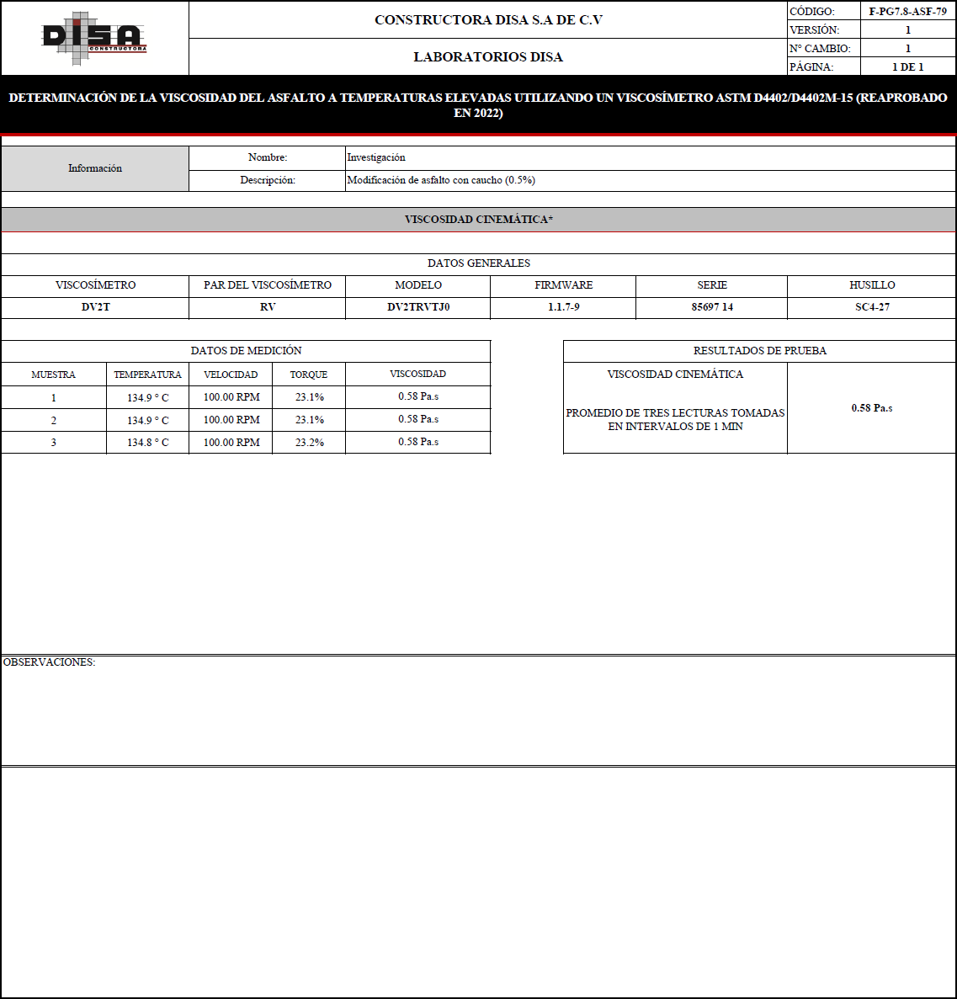 DISA
CONSTRUCTORA
CONSTRUCTORA DISA S.A DE C.V
LABORATORIOS DISA
CÓDIGO: F-PG7.8-ASF-79
VERSIÓN: 1
N° CAMBIO: 1
PÁGINA: 1 DE 1
DETERMINACIÓN DE LA VISCOSIDAD DEL ASFALTO A TEMPERATURAS ELEVADAS UTILIZANDO UN VISCOSÍMETRO ASTM D4402/D4402M-15 (REAPROBADO
EN 2022)
Información
Nombre: Investigación
Descripción: Modificación de asfalto con caucho (0.5%)
VISCOSIDAD CINEMÁTICA*
DATOS GENERALES
VISCOSÍMETRO PAR DEL VISCOSÍMETRO MODELO FIRMWARE SERIE HUSILLO
DV2T RV DV2TRVTJ0 1.1.7-9 85697 14 SC4-27
DATOS DE MEDICIÓN
MUESTRA TEMPERATURA VELOCIDAD TORQUE VISCOSIDAD
1 134.9 ° C 100.00 RPM 23.1% 0.58 Pa.s
2 134.9 ° C 100.00 RPM 23.1% 0.58 Pa.s
3 134.8 ° C 100.00 RPM 23.2% 0.58 Pa.s
RESULTADOS DE PRUEBA
VISCOSIDAD CINEMÁTICA
PROMEDIO DE TRES LECTURAS TOMADAS
EN INTERVALOS DE 1 MIN
0.58 Pa.s
OBSERVACIONES: